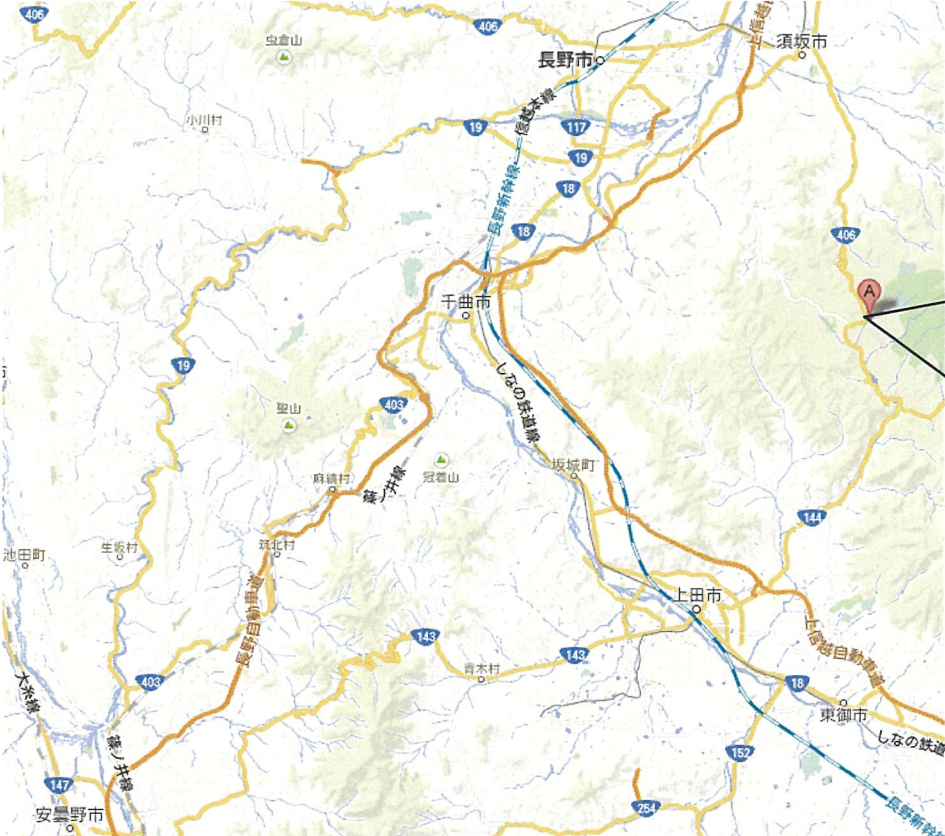 406
406
虫倉山
長野市
須坂市
上信越自
小川村
19
信越本線
117
19
長野新幹線
18
18
406
A
千曲市
19
しなの鉄道線
403
聖山
坂城町
麻績村
篠ノ井線
冠着山
144
池田町
生坂村
筑北村
長野自動車道
上田市
143
143
上信越自動車道
青木村
403
18
大糸線
東御市
篠ノ井線
しなの鉄道
152
147
254
長野新幹
安曇野市